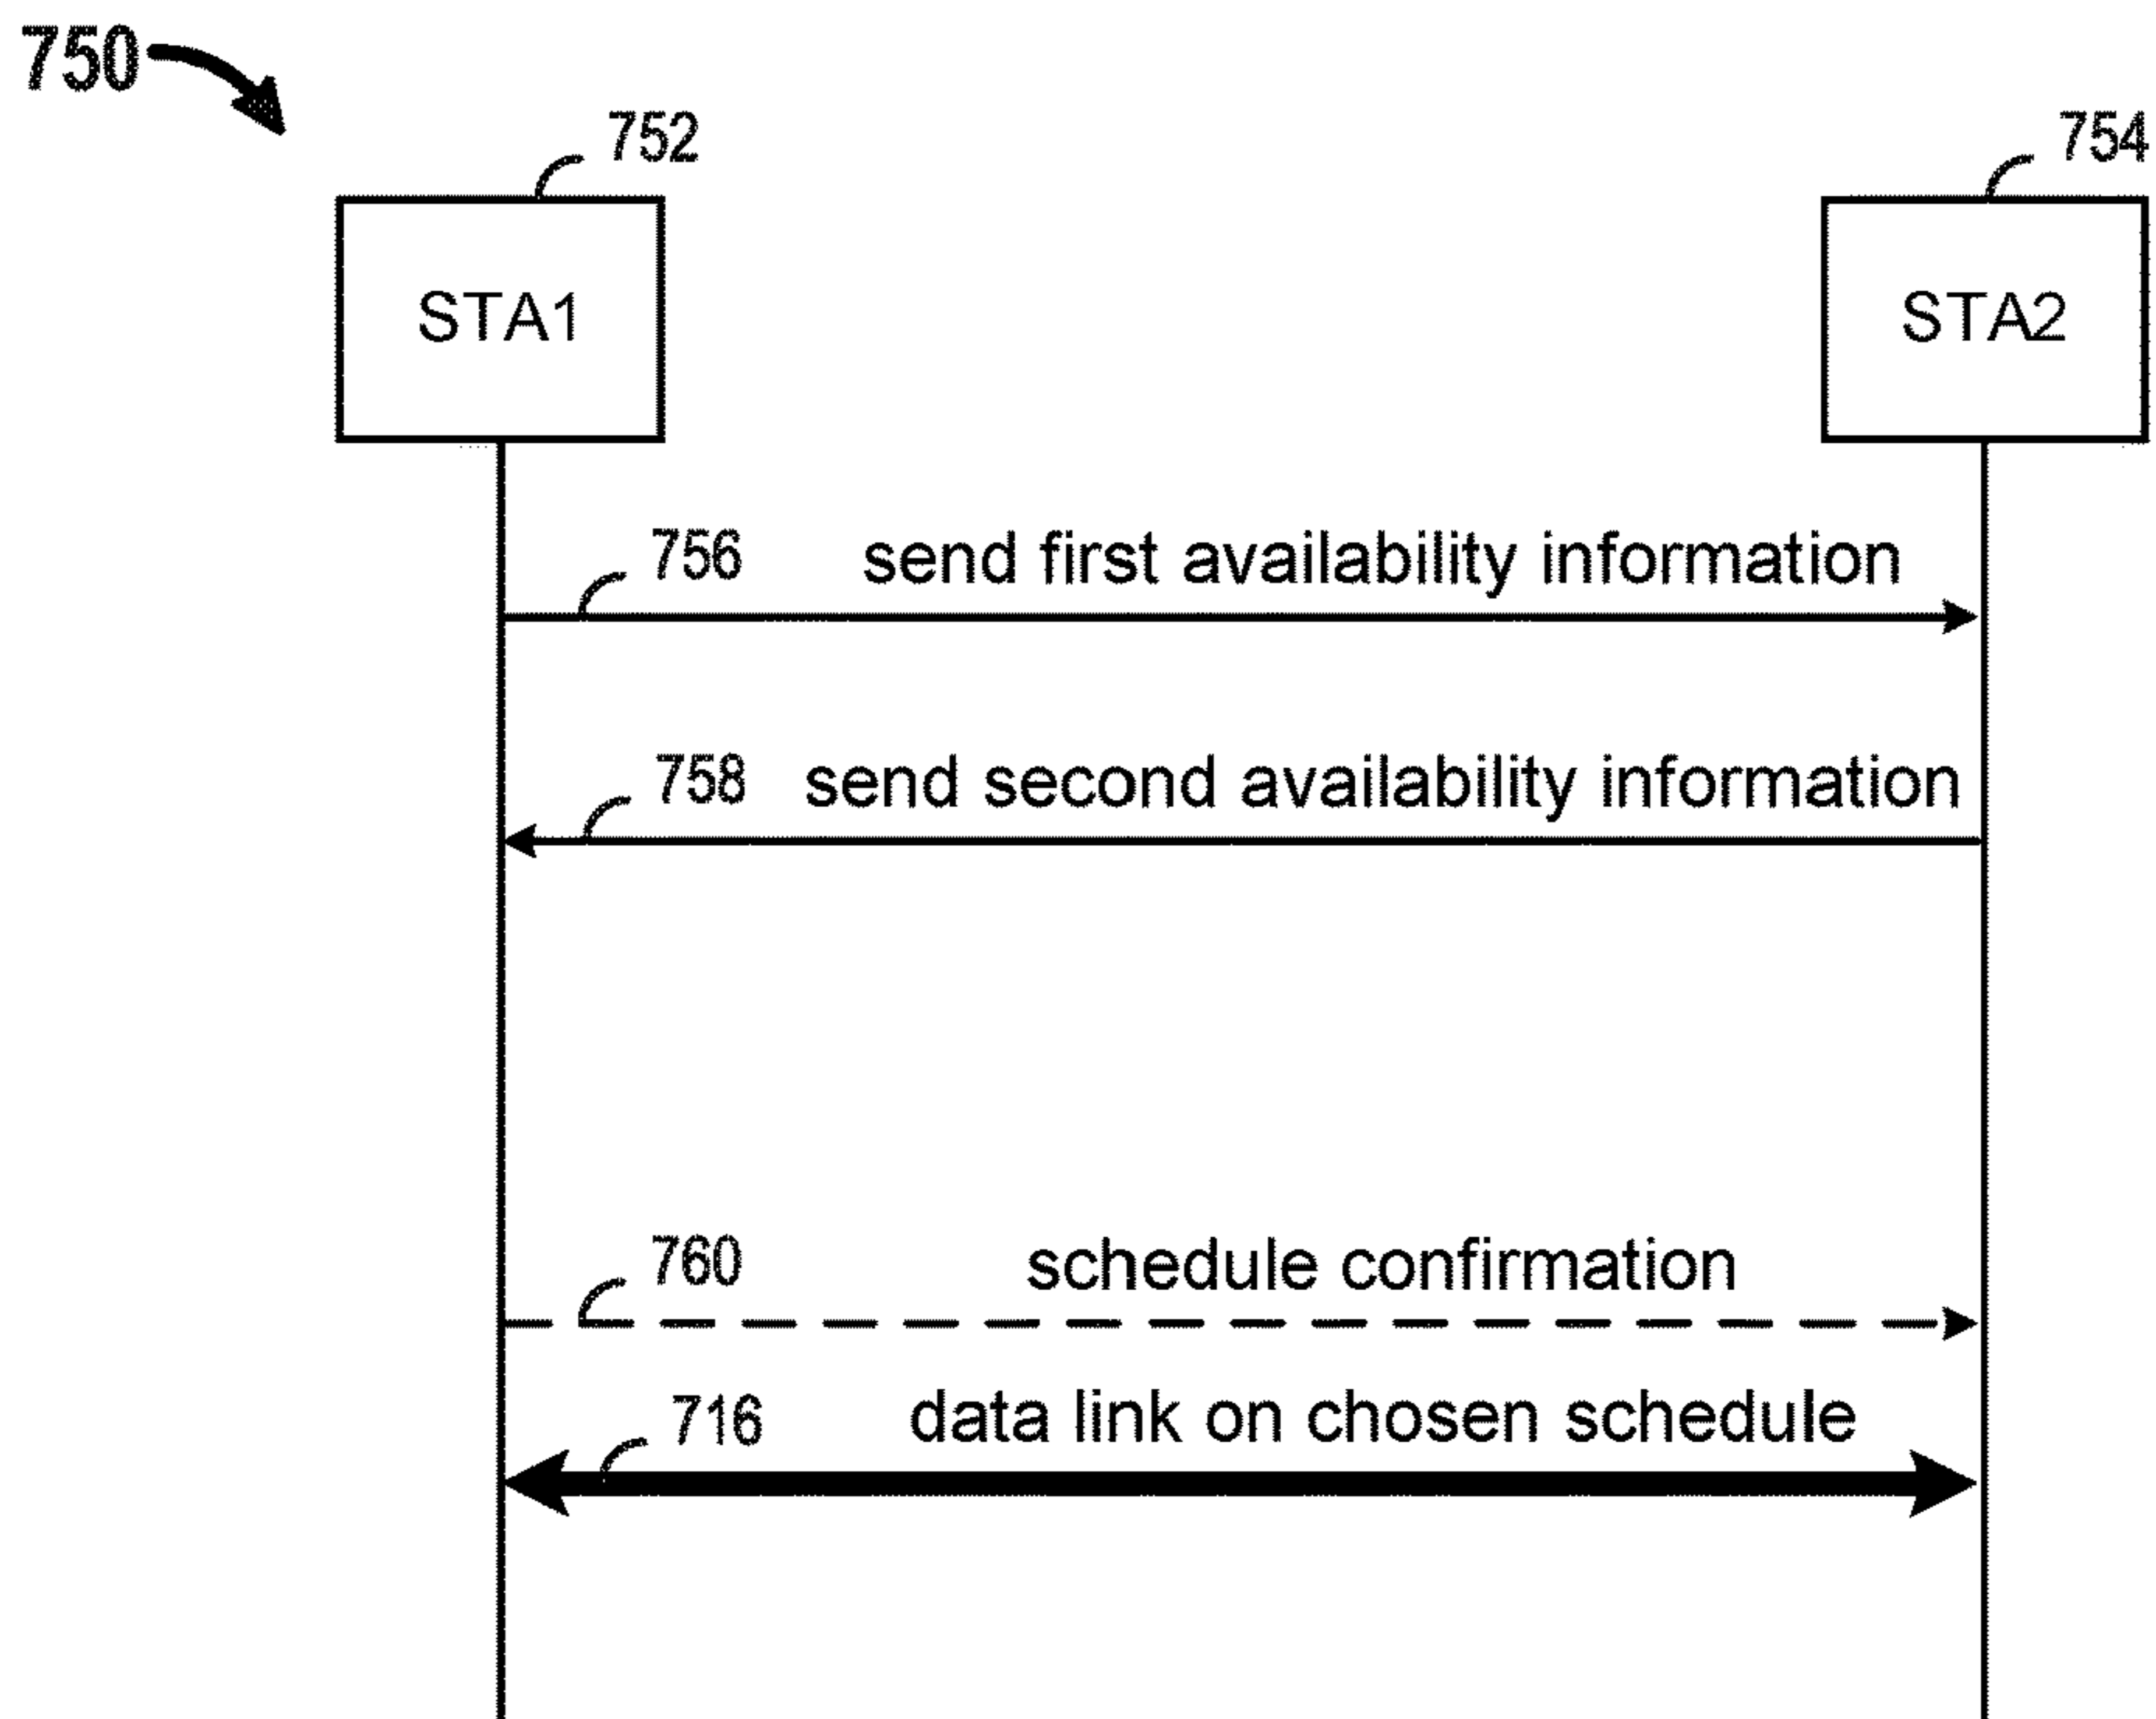 750
752
754
STA1
STA2
756 send first availability information
758 send second availability information
760 schedule confirmation
716 data link on chosen schedule